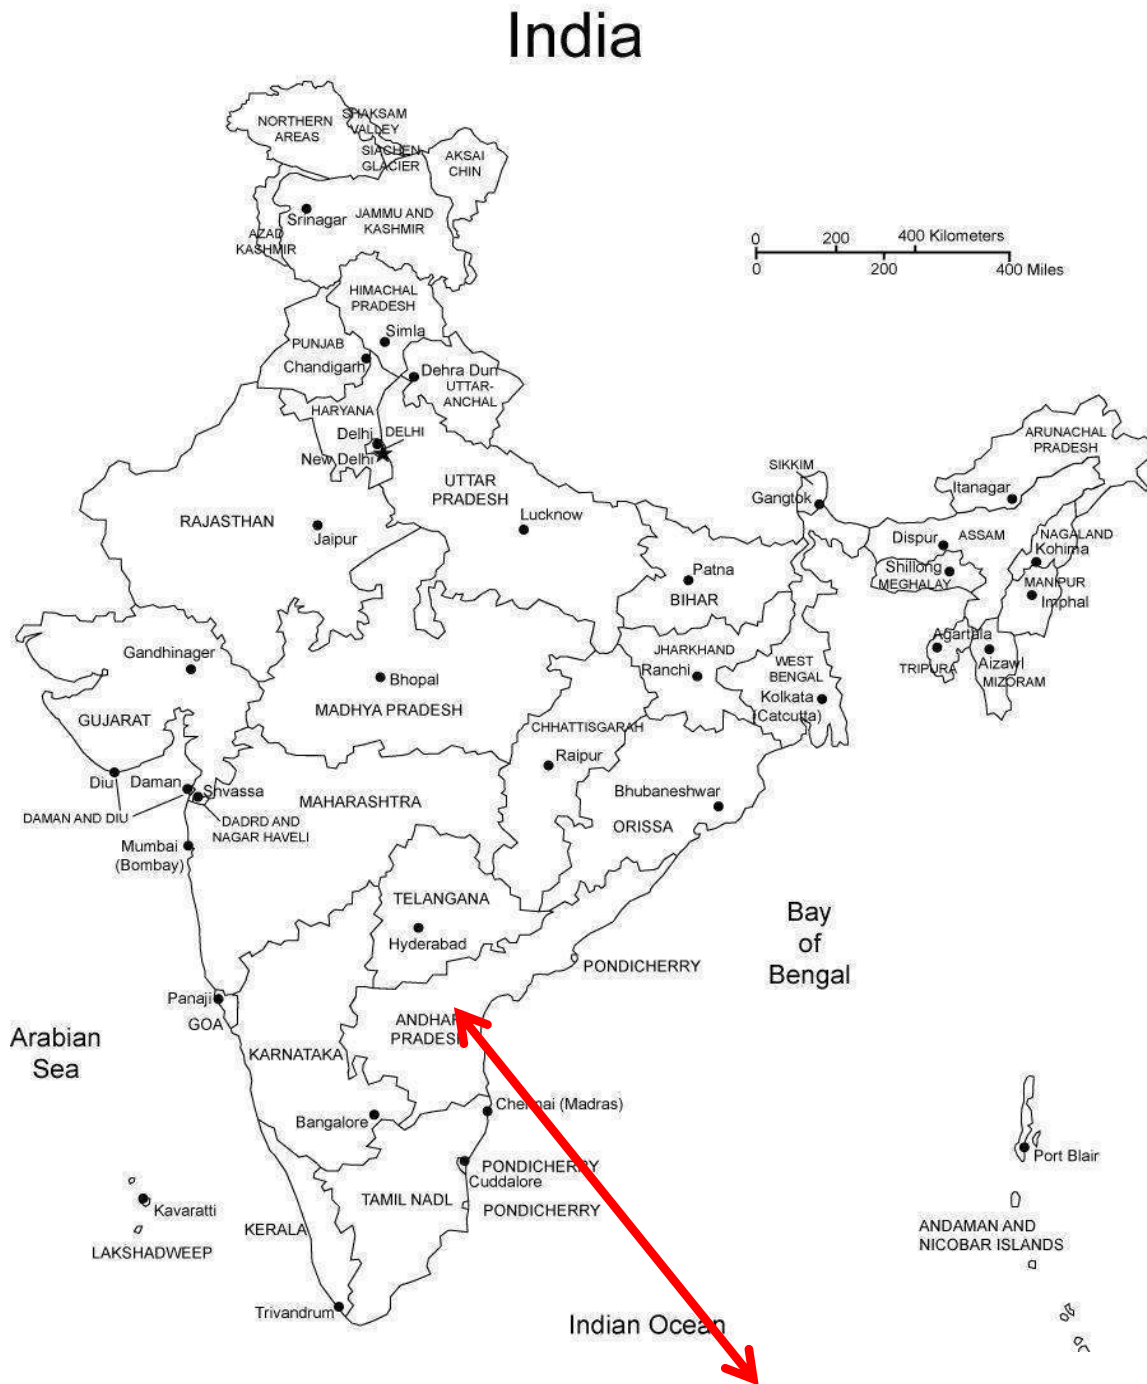 India
NORTHERN
AREAS
SHAKSAM
VALLEY
SIACHEN
GLACIER
AKSAI
CHIN
Srinagar
JAMMU AND
KASHMIR
AZAD
KASHMIR
0 200 400 Kilometers
0 200 400 Miles
HIMACHAL
PRADESH
Simla
PUNJAB
Chandigarh
Dehra Dun
UTTAR-
ANCHAL
HARYANA
Delhi
DELHI
New Delhi
UTTAR
PRADESH
Lucknow
RAJASTHAN
Jaipur
SIKKIM
Gangtok
ARUNACHAL
PRADESH
Itanagar
Dispur
ASSAM
NAGALAND
Kohima
Shillong
MEGHALAY
MANIPUR
Imphal
Patna
BIHAR
Agartala
TRIPURA
Aizawl
MIZORAM
JHARKHAND
Ranchi
WEST
BENGAL
Kolkata
(Catcutta)
Gandhinager
GUJARAT
Bhopal
MADHYA PRADESH
CHHATTISGARAH
Raipur
Diu
Daman
Shvassa
DAMAN AND DIU
DADRD AND
NAGAR HAVELI
MAHARASHTRA
Bhubaneshwar
ORISSA
Mumbai
(Bombay)
TELANGANA
Hyderabad
Bay
of
Bengal
PONDICHERRY
Panaji
GOA
Arabian
Sea
KARNATAKA
PRADESH
Bangalore
Chennai (Madras)
PONDICHERRY
Cuddalore
TAMIL NADL
PONDICHERRY
Kavaratti
LAKSHADWEEP
KERALA
Trivandrum
Port Blair
ANDAMAN AND
NICOBAR ISLANDS
Indian Ocean